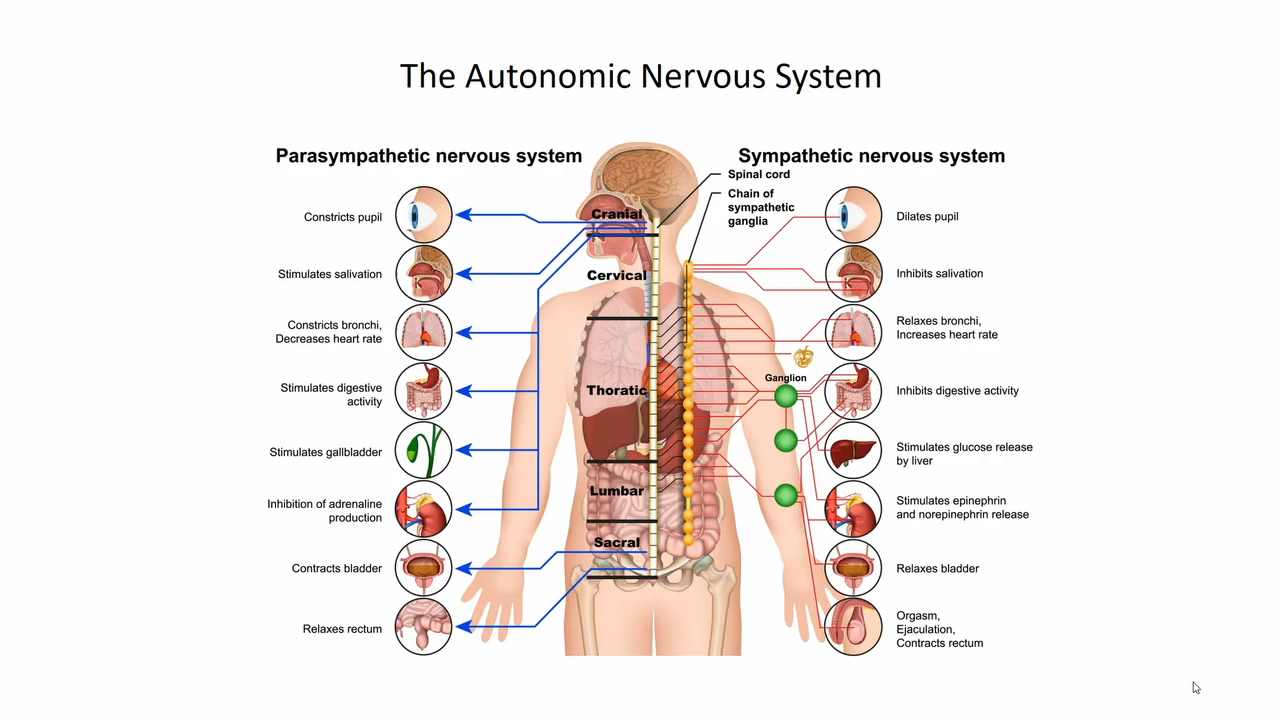 The Autonomic Nervous System
Parasympathetic nervous system
Constricts pupil
Stimulates salivation
Constricts bronchi,
Decreases heart rate
Stimulates digestive
activity
Stimulates gallbladder
Inhibition of adrenaline
production
Contracts bladder
Relaxes rectum
Cranial
Cervical
Thoratic
Lumbar
Sacral
Sympathetic nervous system
Spinal cord
Chain of
sympathetic
ganglia
Ganglion
Dilates pupil
Inhibits salivation
Relaxes bronchi,
Increases heart rate
Inhibits digestive activity
Stimulates glucose release
by liver
Stimulates epinephrin
and norepinephrin release
Relaxes bladder
Orgasm,
Ejaculation,
Contracts rectum